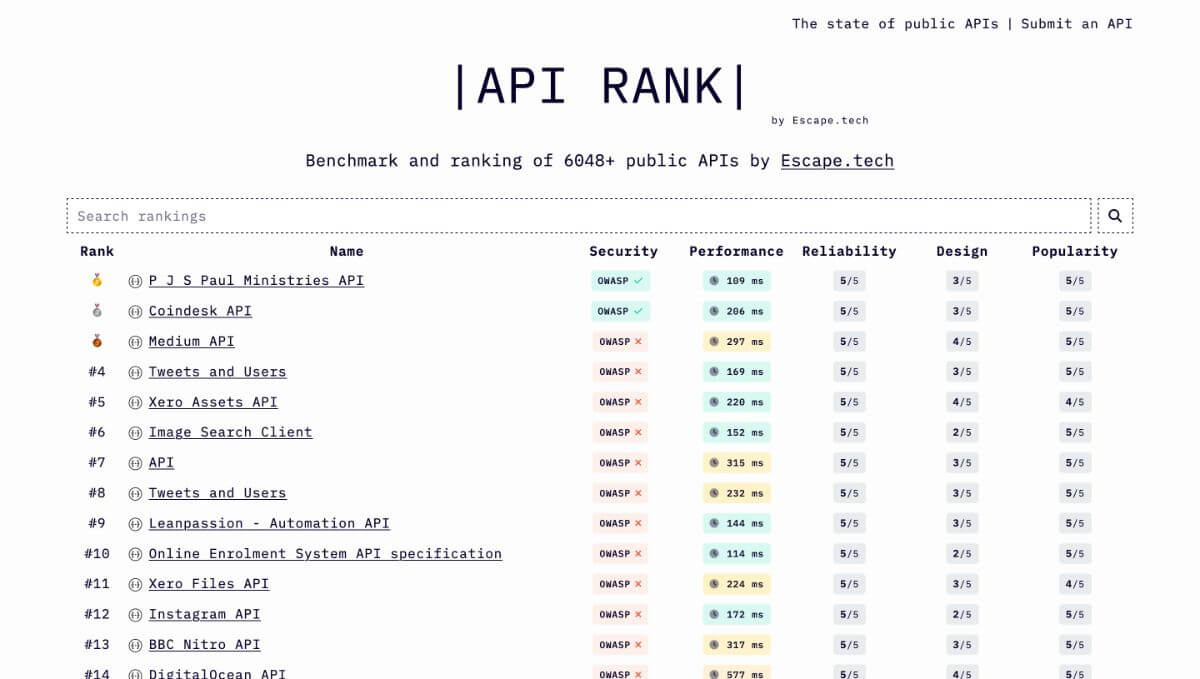 The state of public APIs | Submit an API
|API RANK|
by Escape.tech
Benchmark and ranking of 6048+ public APIs by Escape.tech
Search rankings
Rank Name Security Performance Reliability Design Popularity
P J S Paul Ministries API OWASP ✓ 109 ms 5/5 3/5 5/5
Coindesk API OWASP ✓ 206 ms 5/5 3/5 5/5
Medium API OWASP ✕ 297 ms 5/5 4/5 5/5
#4 Tweets and Users OWASP ✕ 169 ms 5/5 3/5 5/5
#5 Xero Assets API OWASP ✕ 220 ms 5/5 4/5 4/5
#6 Image Search Client OWASP ✕ 152 ms 5/5 2/5 5/5
#7 API OWASP ✕ 315 ms 5/5 3/5 5/5
#8 Tweets and Users OWASP ✕ 232 ms 5/5 3/5 5/5
#9 Leanpassion - Automation API OWASP ✕ 144 ms 5/5 3/5 5/5
#10 Online Enrolment System API specification OWASP ✕ 114 ms 5/5 2/5 5/5
#11 Xero Files API OWASP ✕ 224 ms 5/5 3/5 4/5
#12 Instagram API OWASP ✕ 172 ms 5/5 2/5 5/5
#13 BBC Nitro API OWASP ✕ 317 ms 5/5 3/5 5/5
#14 DigitalOcean API OWASP ✕ 577 ms 5/5 4/5 5/5